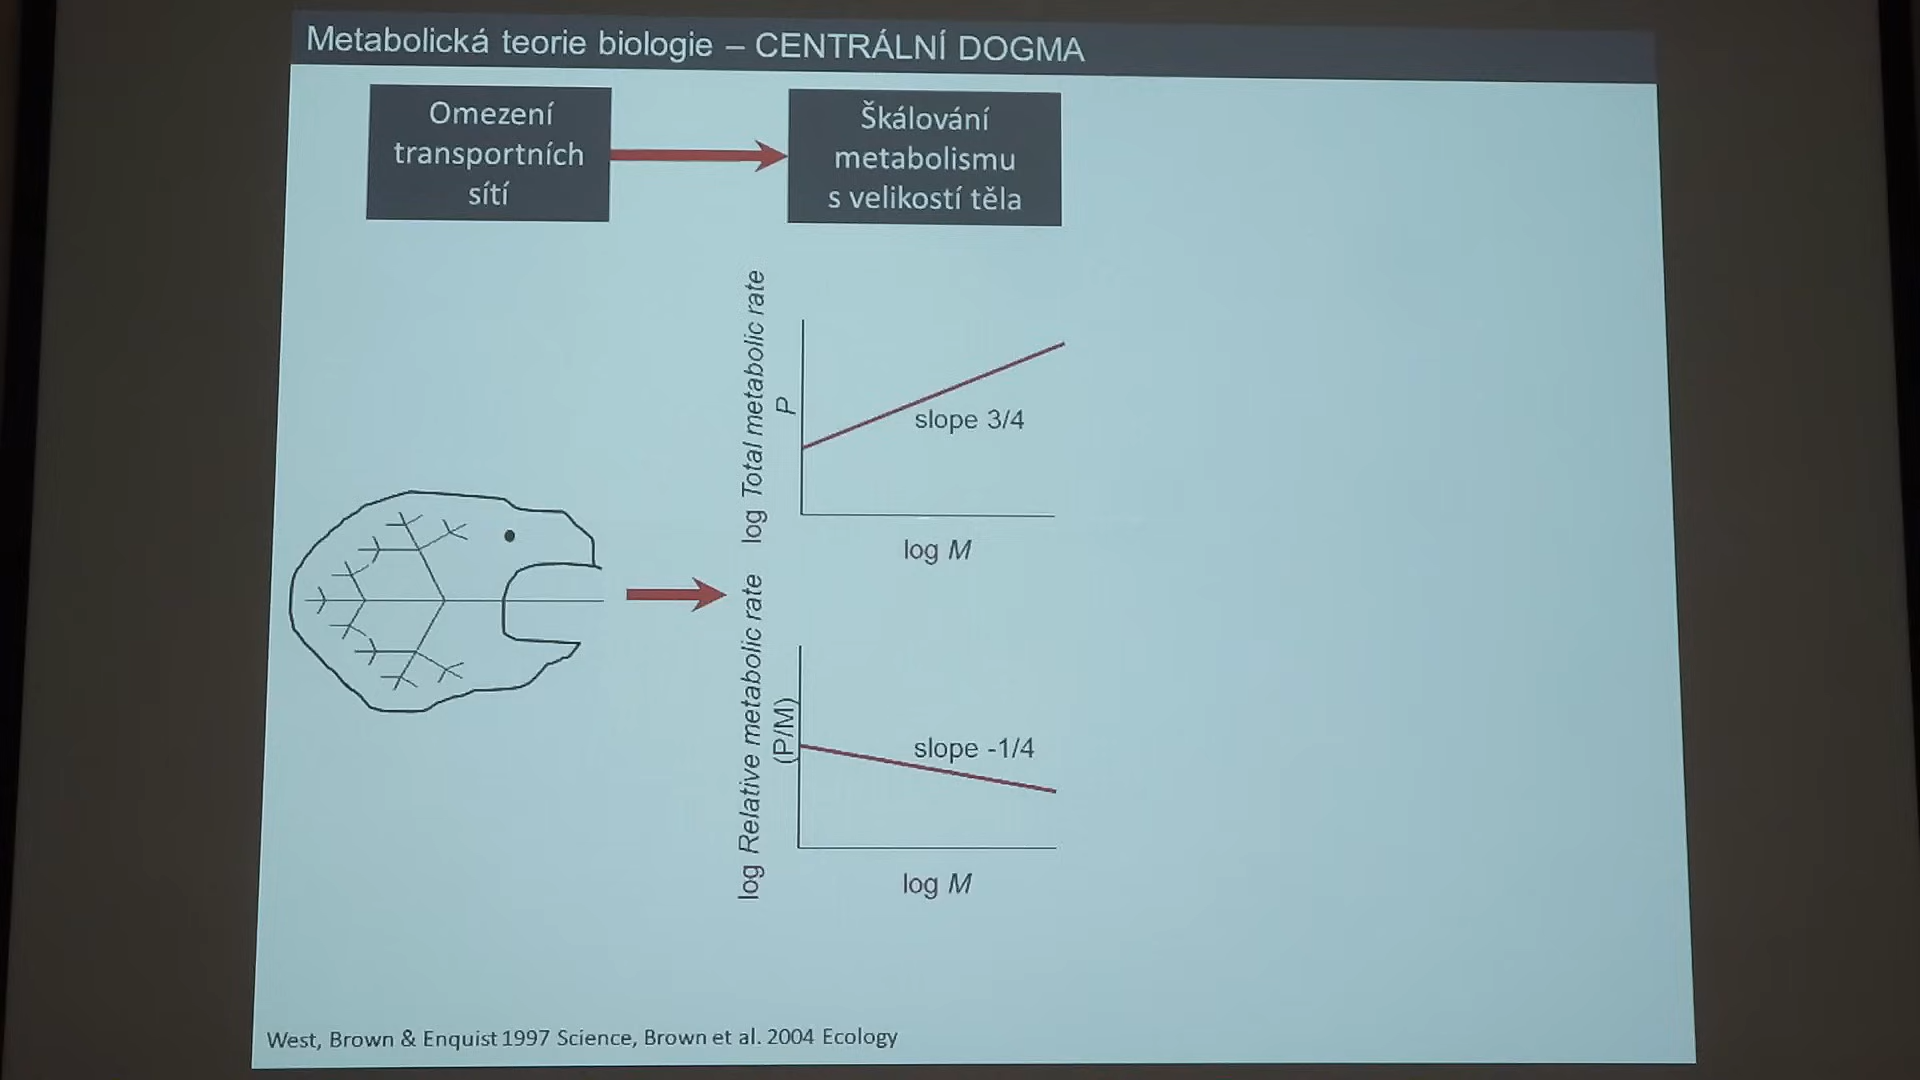 Metabolická teorie biologie – CENTRÁLNÍ DOGMA
Omezení
transportních
sítí
Škálování
metabolismu
s velikostí těla
log Total metabolic rate
P
slope 3/4
log M
log Relative metabolic rate
(P/M)
slope -1/4
log M
West, Brown & Enquist 1997 Science, Brown et al. 2004 Ecology